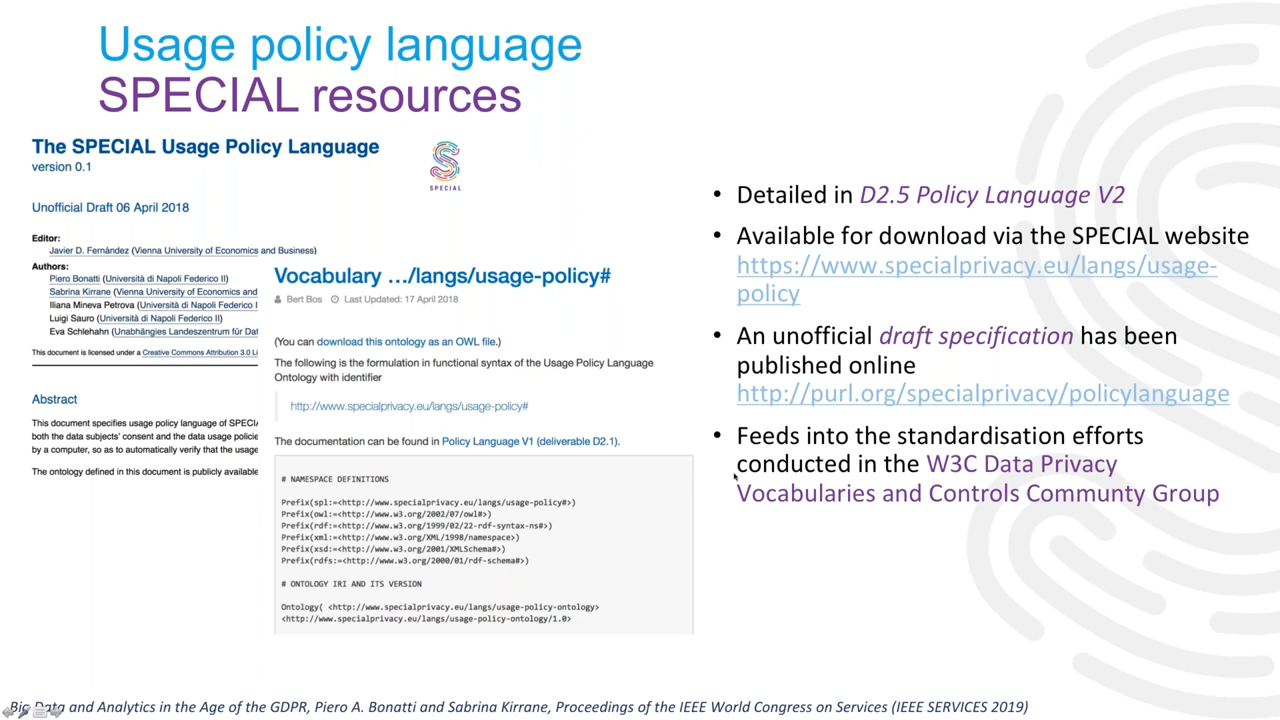 Usage policy language
SPECIAL resources
The SPECIAL Usage Policy Language
version 0.1
SPECIAL
Unofficial Draft 06 April 2018
Editor:
Javier D. Fernández (Vienna University of Economics and Business)
Authors:
Piero Bonatti (Università di Napoli Federico II)
Sabrina Kirrane (Vienna University of Economics and
Iliana Mineva Petrova (Università di Napoli Federico I
Luigi Sauro (Università di Napoli Federico II)
Eva Schlehahn (Unabhängies Landeszentrum für Dat
This document is licensed under a Creative Commons Attribution 3.0 Li
Abstract
This document specifies usage policy language of SPECIA
both the data subjects' consent and the data usage policie
by a computer, so as to automatically verify that the usage
The ontology defined in this document is publicly available
Vocabulary …/langs/usage-policy#
Bert Bos Last Updated: 17 April 2018
(You can download this ontology as an OWL file.)
The following is the formulation in functional syntax of the Usage Policy Language
Ontology with identifier
http://www.specialprivacy.eu/langs/usage-policy#
The documentation can be found in Policy Language V1 (deliverable D2.1).
# NAMESPACE DEFINITIONS
Prefix(spl:=<http://www.specialprivacy.eu/langs/usage-policy#>)
Prefix(owl:=<http://www.w3.org/2002/07/owl#>)
Prefix(rdf:=<http://www.w3.org/1999/02/22-rdf-syntax-ns#>)
Prefix(xml:=<http://www.w3.org/XML/1998/namespace>)
Prefix(xsd:=<http://www.w3.org/2001/XMLSchema#>)
Prefix(rdfs:=<http://www.w3.org/2000/01/rdf-schema#>)
# ONTOLOGY IRI AND ITS VERSION
Ontology( <http://www.specialprivacy.eu/langs/usage-policy-ontology>
<http://www.specialprivacy.eu/langs/usage-policy-ontology/1.0>
• Detailed in D2.5 Policy Language V2
• Available for download via the SPECIAL website
https://www.specialprivacy.eu/langs/usage-
policy
• An unofficial draft specification has been
published online
http://purl.org/specialprivacy/policylanguage
• Feeds into the standardisation efforts
conducted in the W3C Data Privacy
Vocabularies and Controls Communty Group
Big Data and Analytics in the Age of the GDPR, Piero A. Bonatti and Sabrina Kirrane, Proceedings of the IEEE World Congress on Services (IEEE SERVICES 2019)